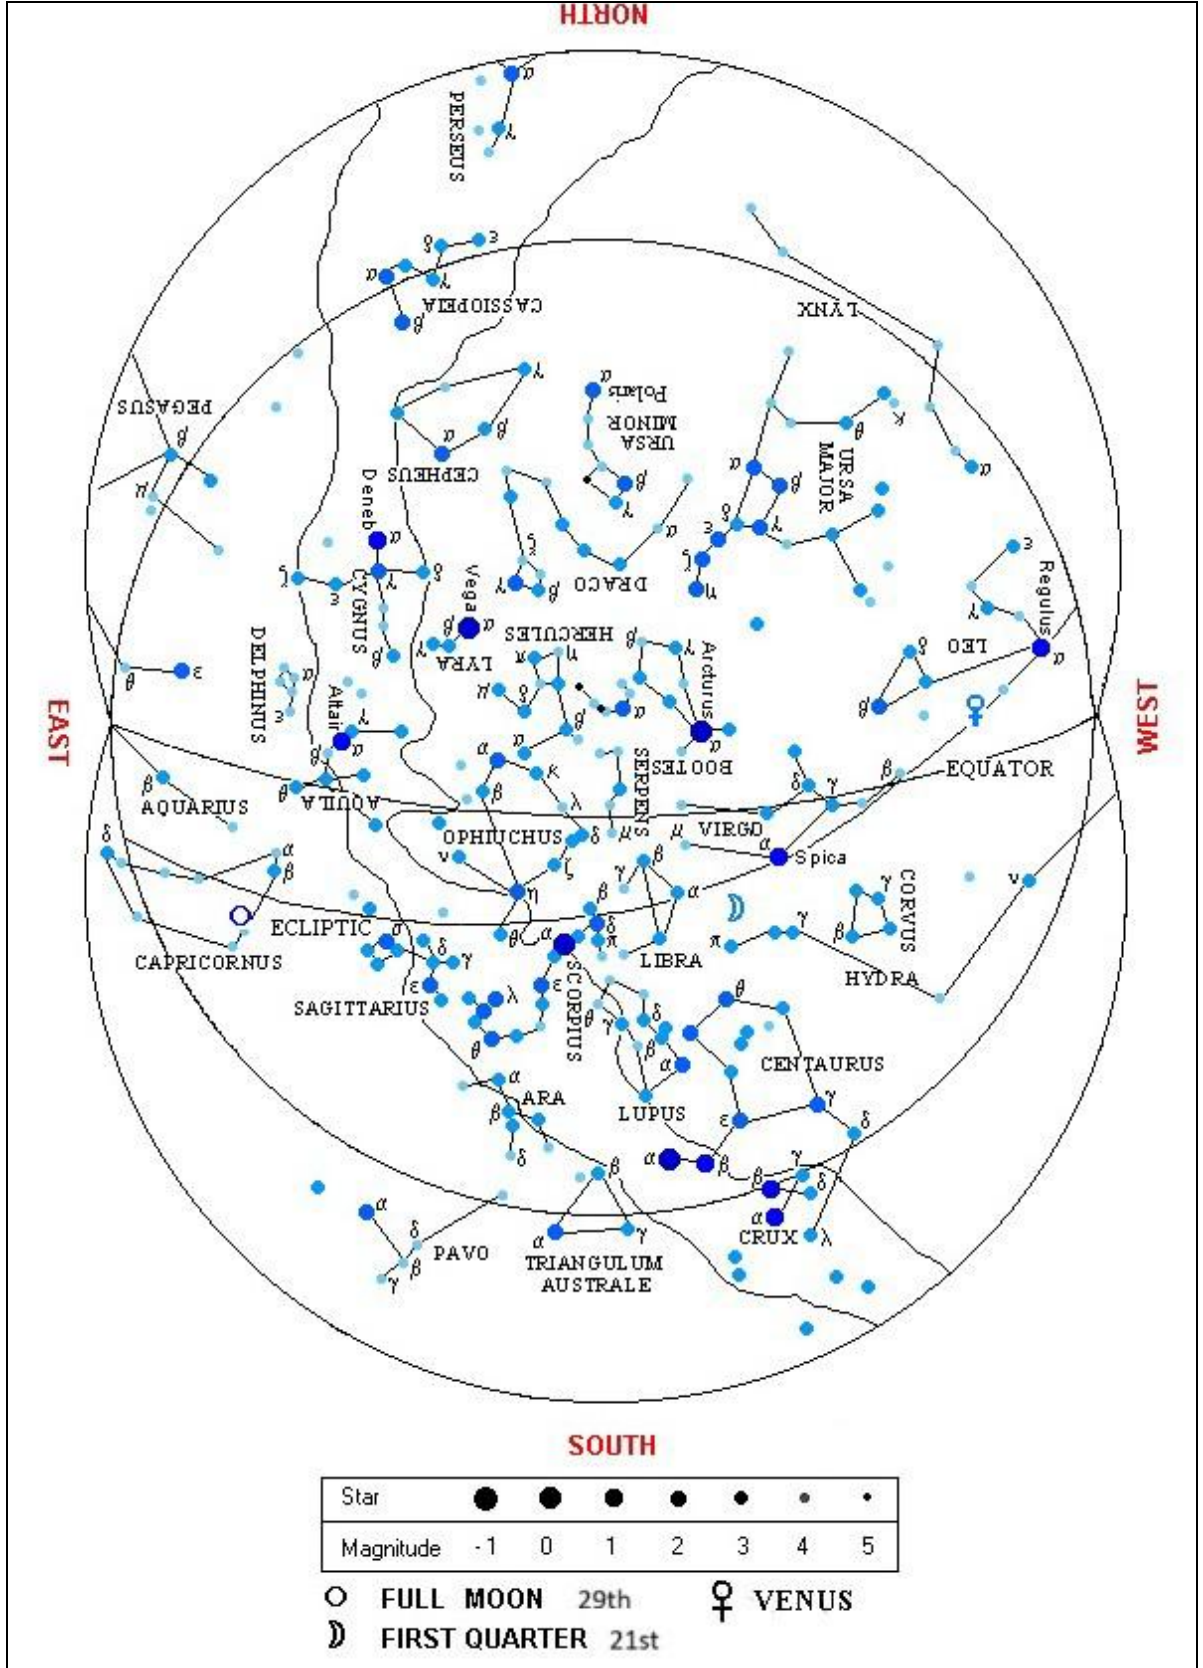 NORTH
α
γ
PERSEUS
δ ε
α γ
CASSIOPEIA
β
LYNX
PEGASUS
β
μ
γ
α
β
CEPHEUS
α
Polaris
URSA
MINOR
β
γ
κ
θ
URSA
MAJOR
α
β
δ γ
ε
ζ
η
α
Deneb
α
ζ ε γ δ
CYGNUS
β
Vega
α
β
γ
LYRA
ξ
γ β
DRACO
α
ε
γ
Regulus
α
LEO
δ
β
θ ε
DELPHINUS
α
ε
Altair
γ
α
β
θ
AQUILA
HERCULES
π η
μ δ
β
α
β γ
α
Arcturus
α
BOOTES
SERPENS
μ
EAST
WEST
β
AQUARIUS
α
β
κ
λ
OPHIUCHUS δ
ν ζ
η
θ
μ VIRGO
δ γ
β
EQUATOR
α
Spica
δ
α
β
ECLIPTIC
CAPRICORNUS
β
γ
α
LIBRA
β
δ
π
α
SCORPIUS
ε
λ
θ
σ
δ
γ
ε
SAGITTARIUS
π
γ
γ
β
CORVUS
ν
HYDRA
θ
CENTAURUS
γ
δ
ε
θ
γ
δ
β
α
LUPUS
α
β
δ
ARA
α β
γ
β
δ
α
CRUX λ
α
δ
β
γ
PAVO
β
α γ
TRIANGULUM
AUSTRALE
SOUTH
Star
Magnitude -1 0 1 2 3 4 5
FULL MOON 29th ♀ VENUS
FIRST QUARTER 21st